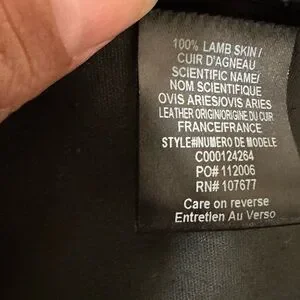 100% LAMB SKIN/
CUIR D'AGNEAU
SCIENTIFIC NAME/
NOM SCIENTIFIQUE
OVIS ARIES/OVIS ARIES
LEATHER ORIGIN/ORIGINE DU CUIR
FRANCE/FRANCE
STYLE#NUMERO DE MODELE
C000124264
PO# 112006
RN# 107677
Care on reverse
Entretien Au Verso